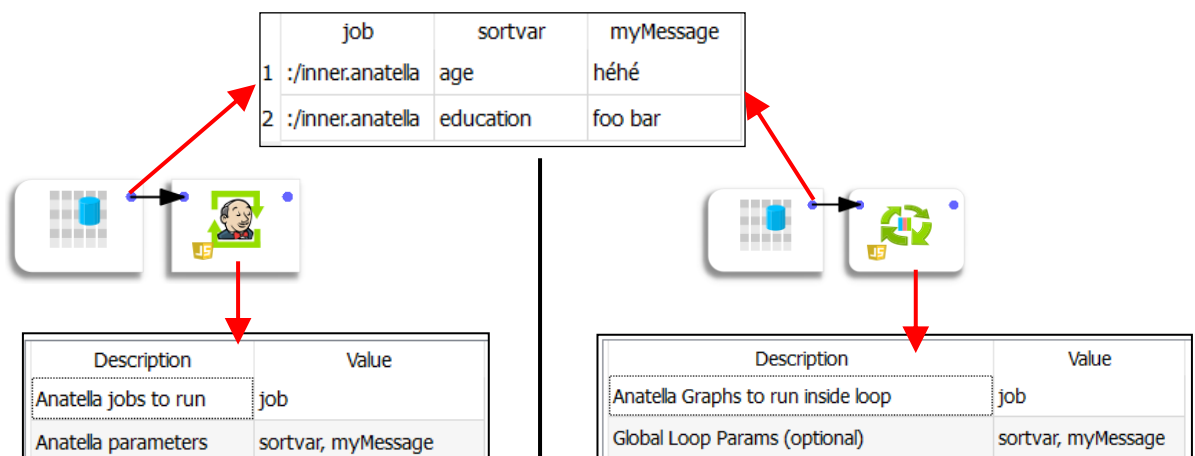 job sortvar myMessage
1 :/inner.anatella age héhé
2 :/inner.anatella education foo bar
JS
JS
Description Value
Anatella jobs to run job
Anatella parameters sortvar, myMessage
Description Value
Anatella Graphs to run inside loop job
Global Loop Params (optional) sortvar, myMessage